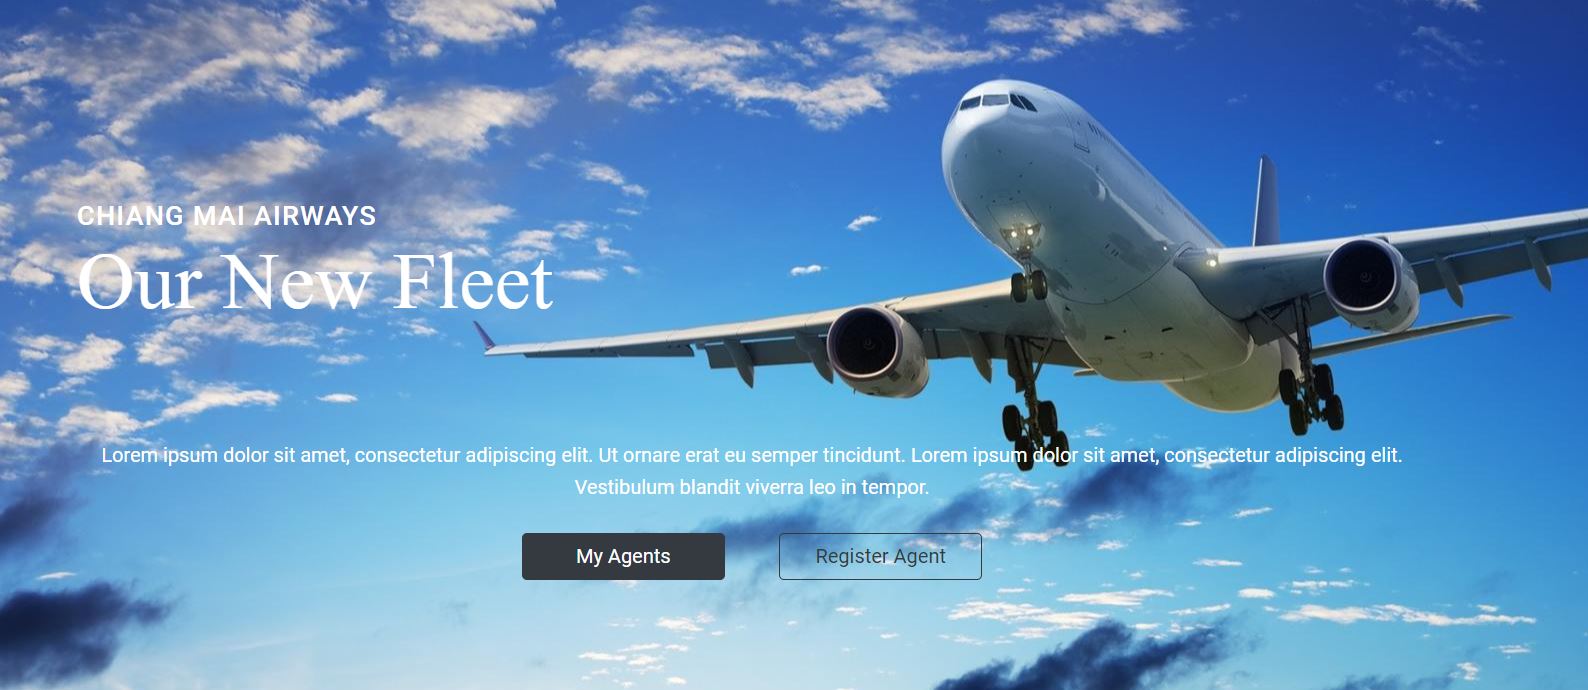 CHIANG MAI AIRWAYS
Our New Fleet
Lorem ipsum dolor sit amet, consectetur adipiscing elit. Ut ornare erat eu semper tincidunt. Lorem ipsum dolor sit amet, consectetur adipiscing elit.
Vestibulum blandit viverra leo in tempor.
My Agents
Register Agent